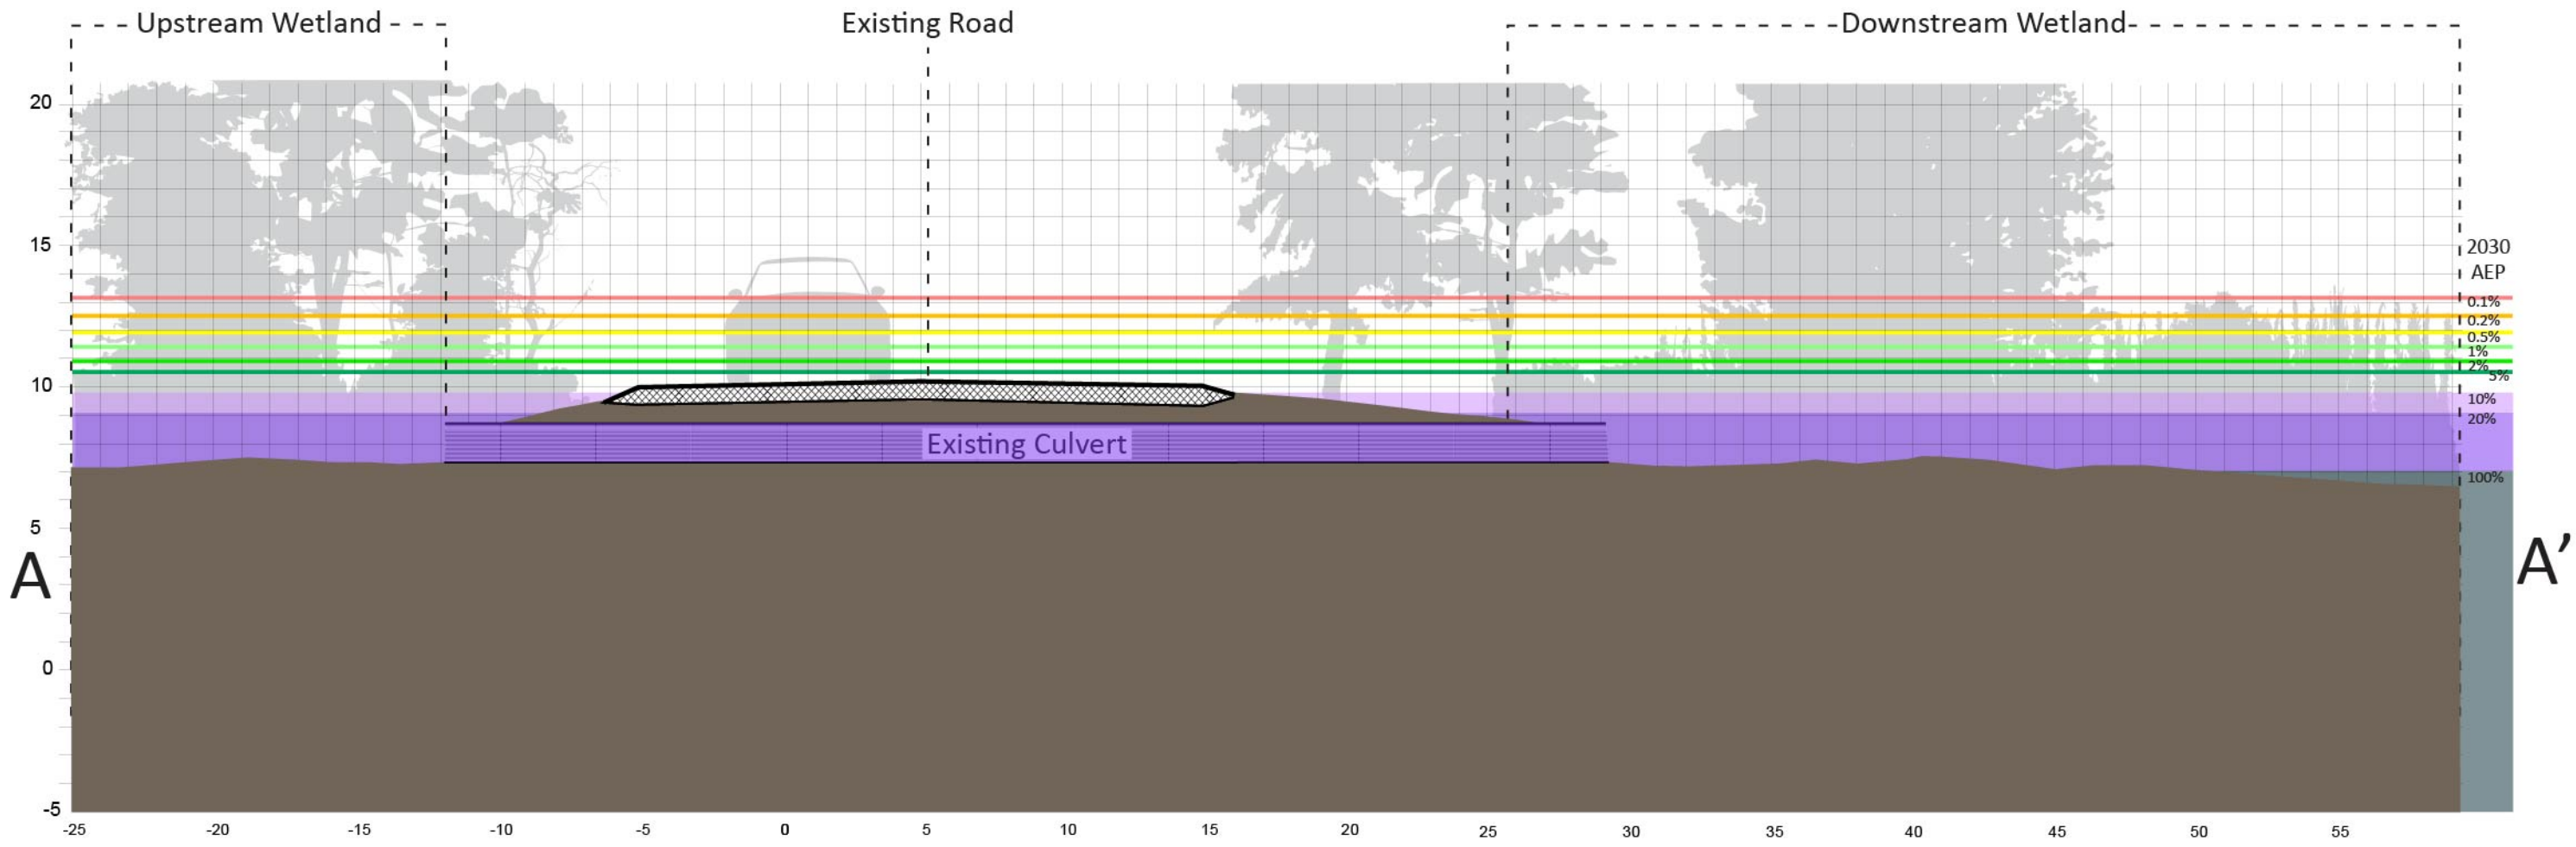 Upstream Wetland
Existing Road
Downstream Wetland
20
15
10
5
0
-5
2030
AEP
0.1%
0.2%
0.5%
1%
2%
5%
10%
20%
100%
Existing Culvert
A
A’
-25 -20 -15 -10 -5 0 5 10 15 20 25 30 35 40 45 50 55